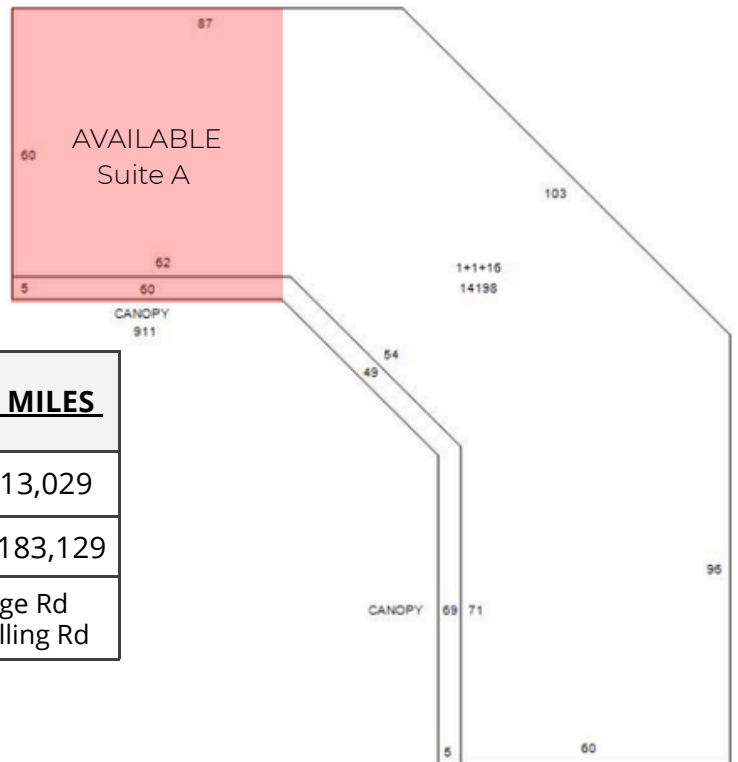 87
60
AVAILABLE
Suite A
103
62
1+1+16
14198
5
60
CANOPY
911
54
49
MILES
13,029
183,129
ge Rd
lling Rd
96
CANOPY
69
71
5
60